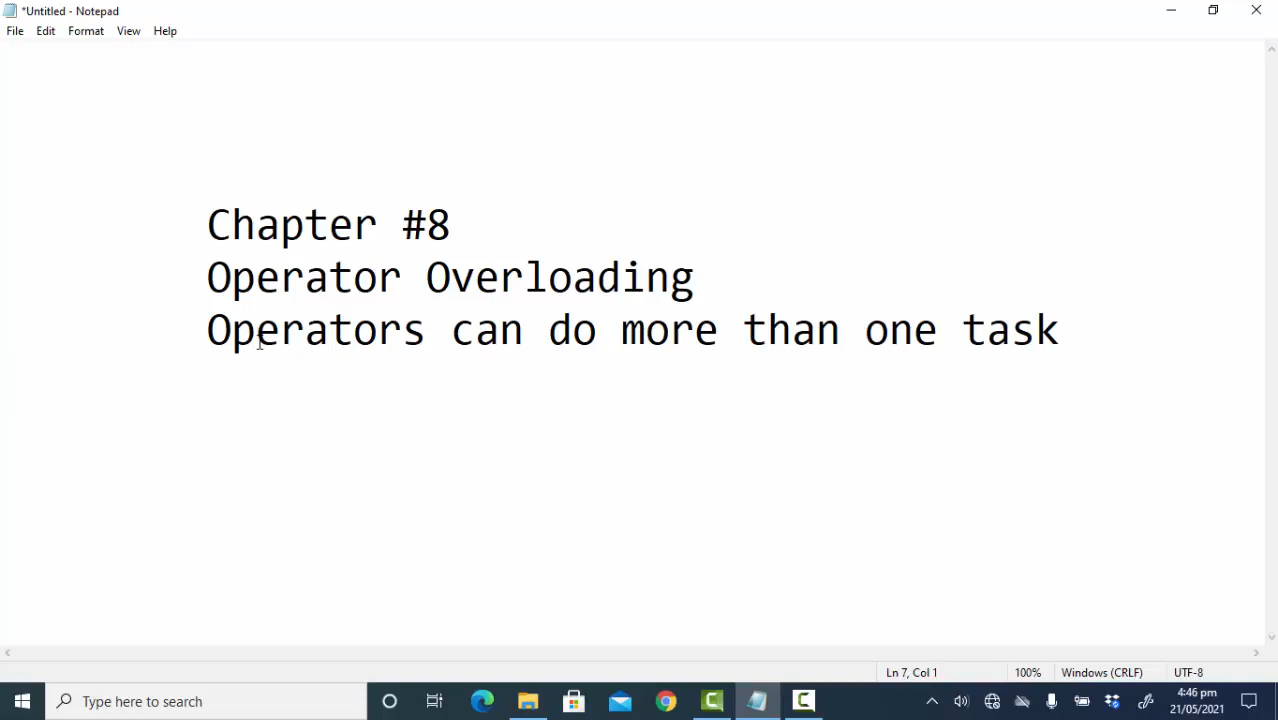 *Untitled - Notepad
File Edit Format View Help
Chapter #8
Operator Overloading
Operators can do more than one task
Ln 7, Col 1 100% Windows (CRLF) UTF-8
Type here to search
4:46 pm
21/05/2021